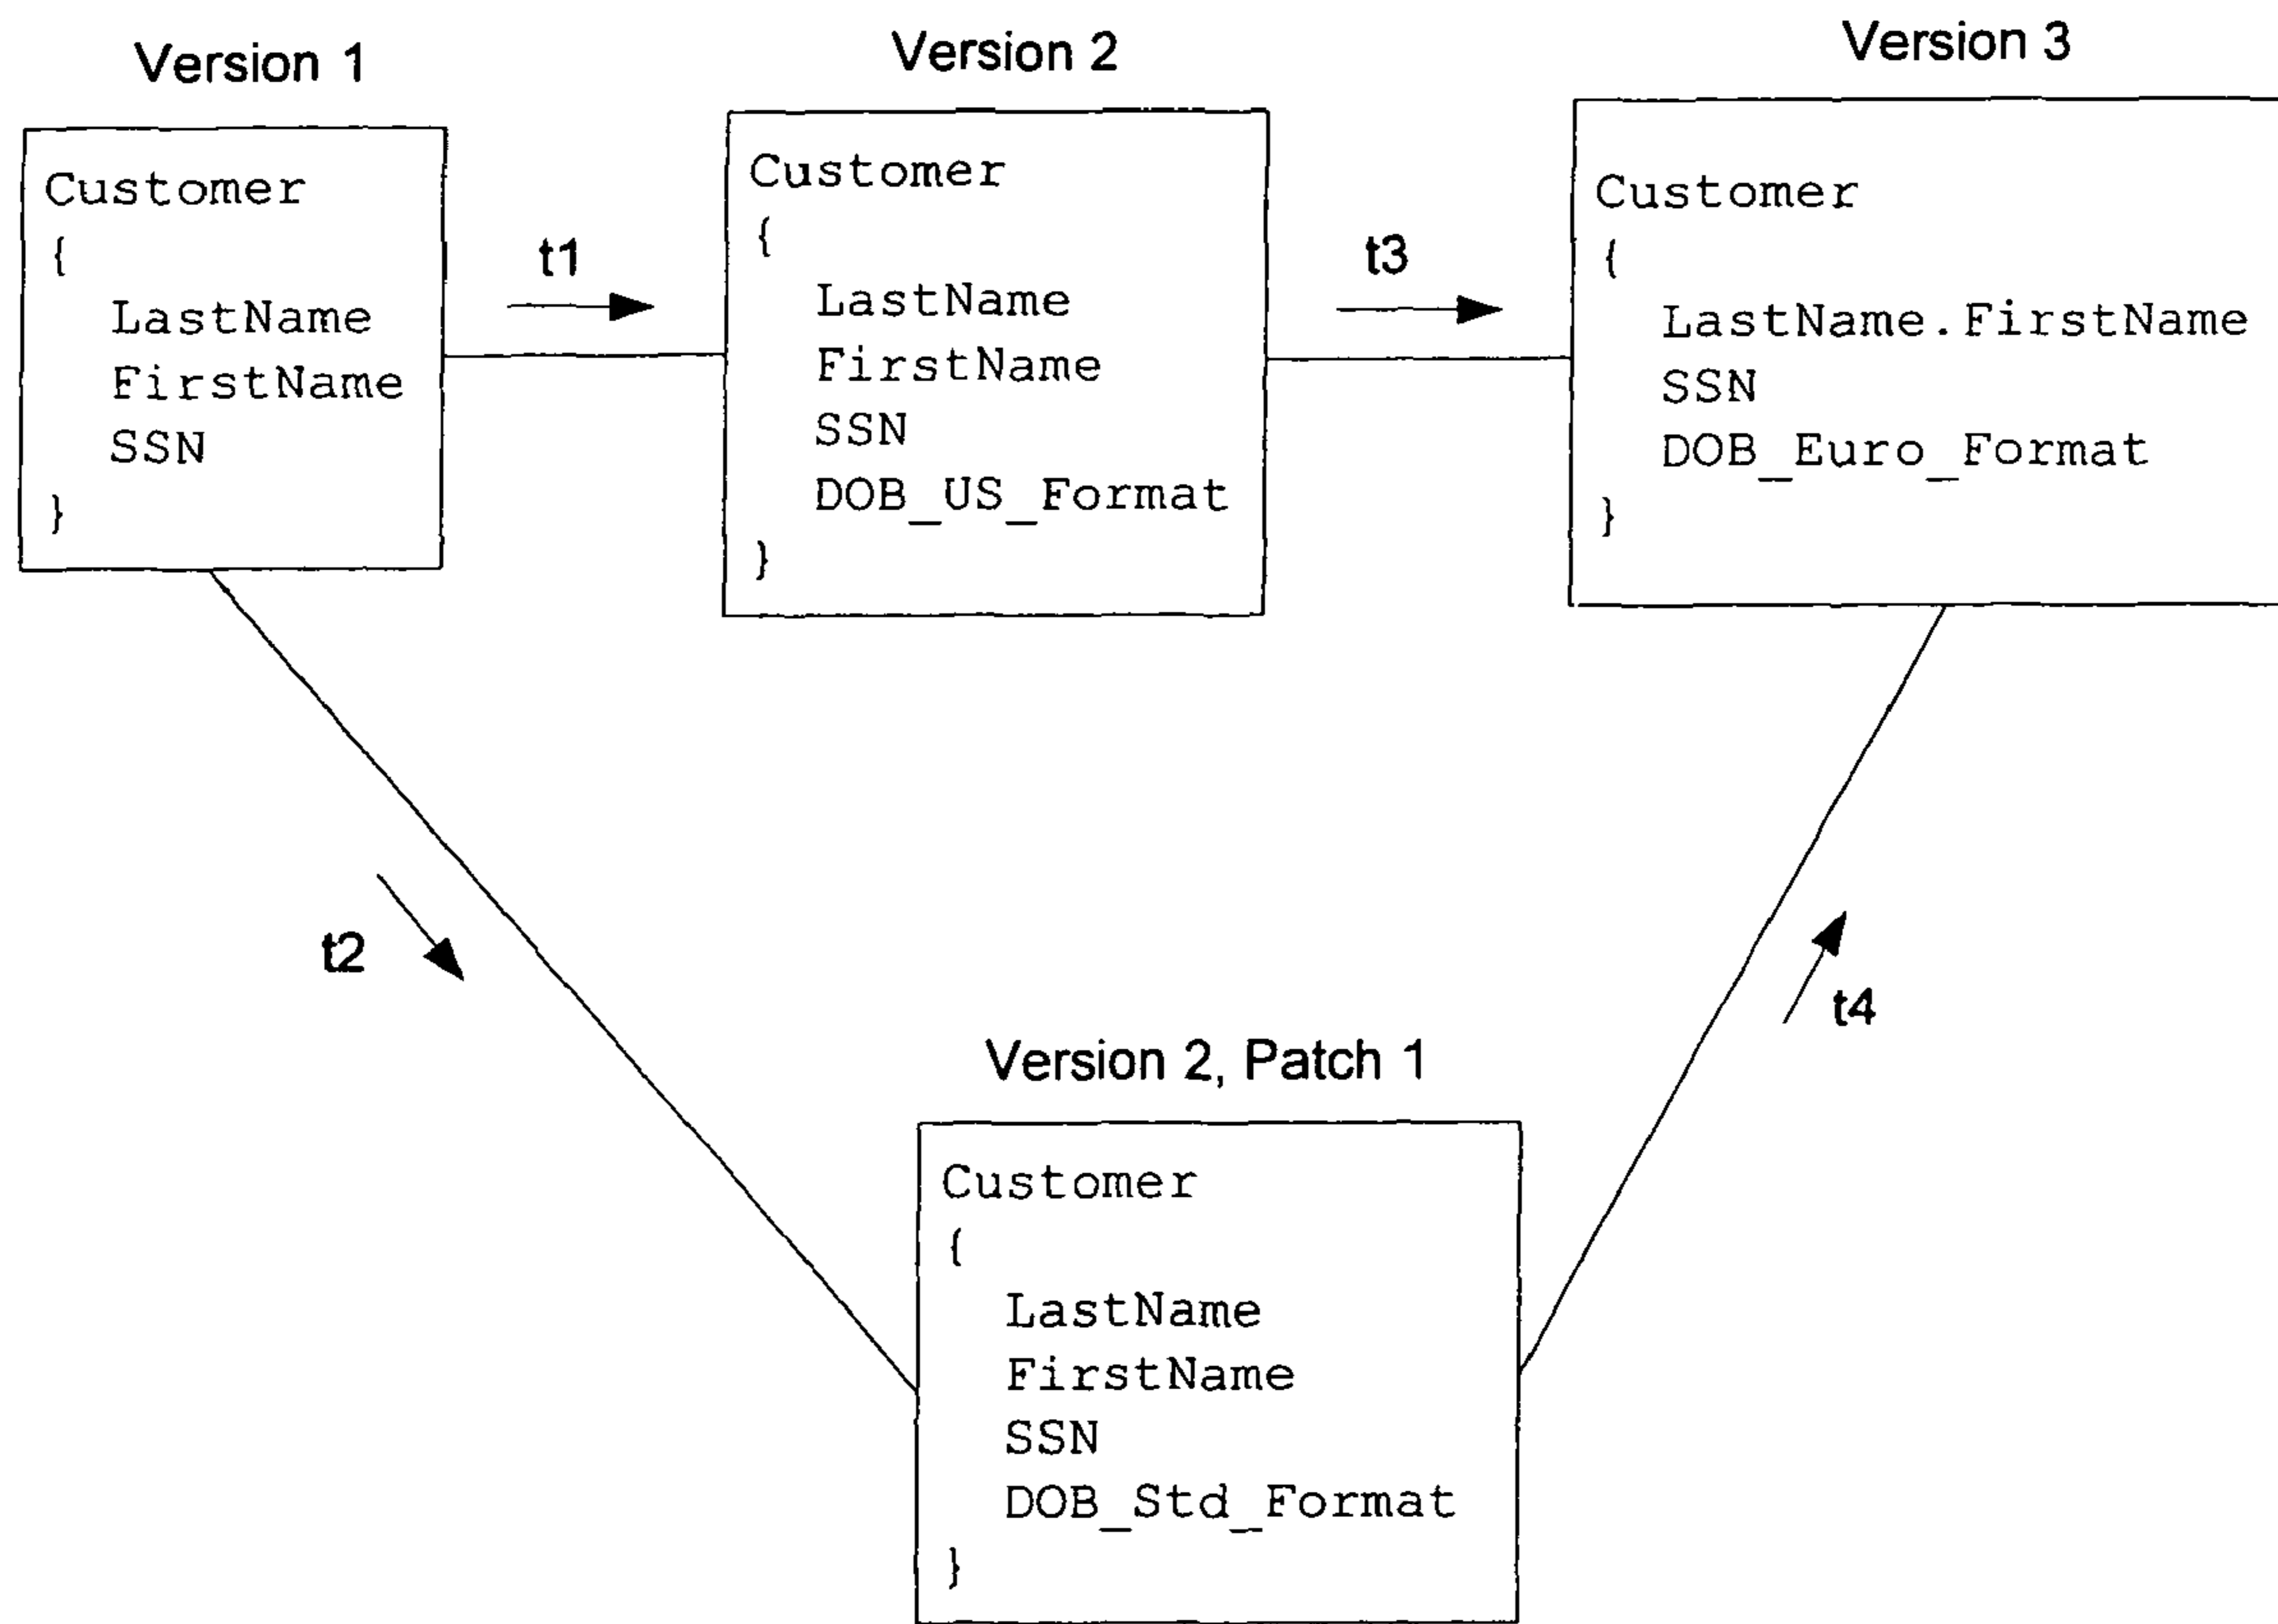 Version 1
Customer
{
LastName
FirstName
SSN
}
t1
Version 2
Customer
{
LastName
FirstName
SSN
DOB_US_Format
}
t3
Version 3
Customer
{
LastName.FirstName
SSN
DOB_Euro_Format
}
t2
t4
Version 2, Patch 1
Customer
{
LastName
FirstName
SSN
DOB_Std_Format
}